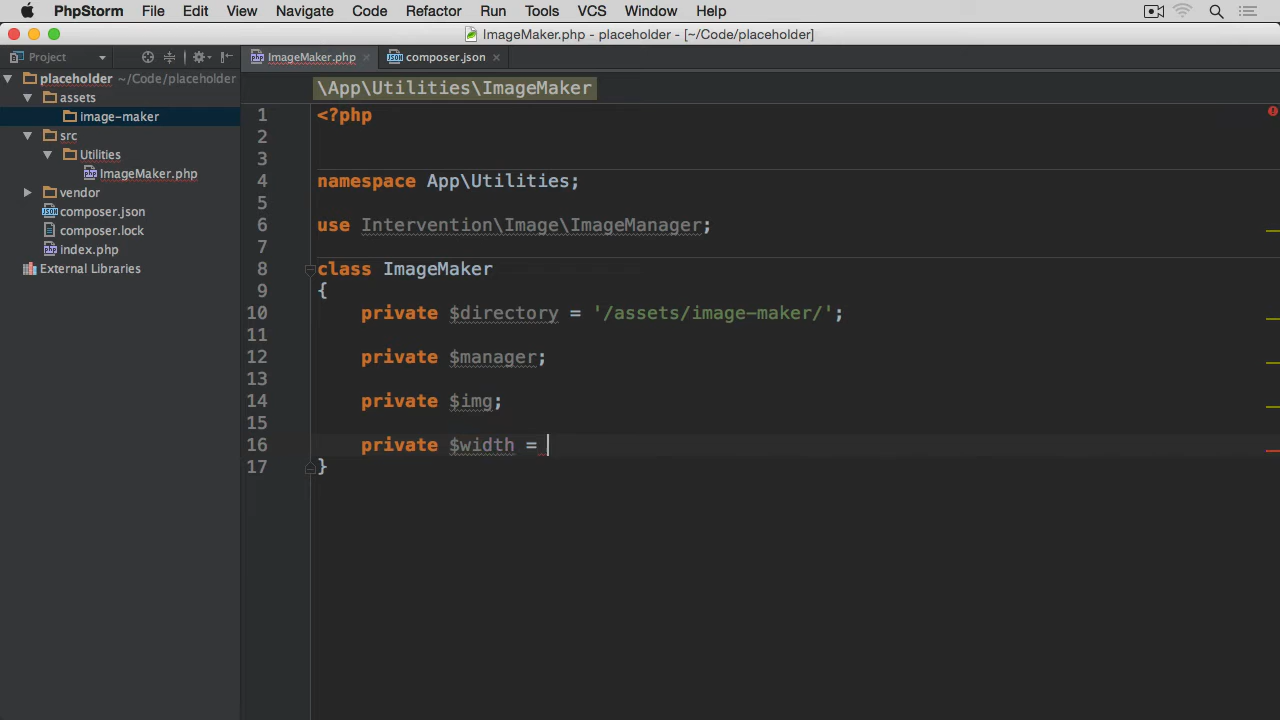 PhpStorm File Edit View Navigate Code Refactor Run Tools VCS Window Help
ImageMaker.php - placeholder - [~/Code/placeholder]
Project
ImageMaker.php
composer.json
placeholder ~/Code/placeholder
assets
image-maker
src
Utilities
ImageMaker.php
vendor
composer.json
composer.lock
index.php
External Libraries
\App\Utilities\ImageMaker
1 <?php
2
3
4 namespace App\Utilities;
5
6 use Intervention\Image\ImageManager;
7
8 class ImageMaker
9 {
10 private $directory = '/assets/image-maker/';
11
12 private $manager;
13
14 private $img;
15
16 private $width =
17 }